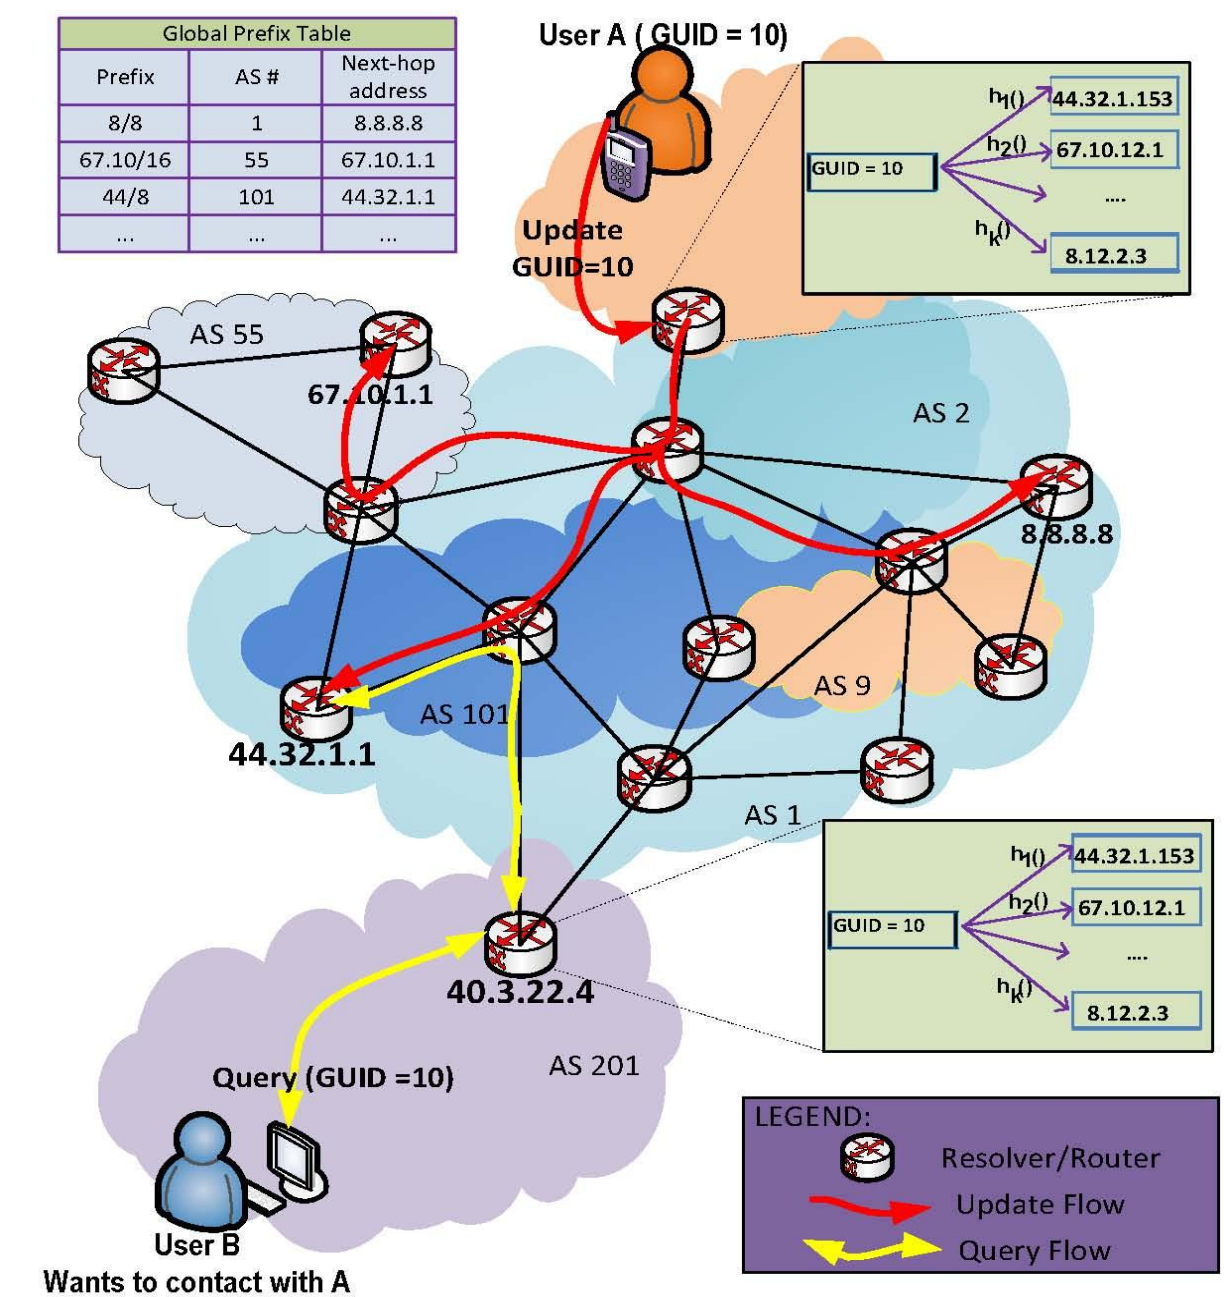 Global Prefix Table
Prefix AS # Next-hop address
8/8 1 8.8.8.8
67.10/16 55 67.10.1.1
44/8 101 44.32.1.1
... ... ...
User A ( GUID = 10)
Update
GUID=10
GUID = 10
h1()
44.32.1.153
h2()
67.10.12.1
....
hK()
8.12.2.3
AS 55
67.10.1.1
AS 2
8.8.8.8
AS 9
AS 101
44.32.1.1
AS 1
GUID = 10
h1()
44.32.1.153
h2()
67.10.12.1
....
hK()
8.12.2.3
40.3.22.4
AS 201
Query (GUID =10)
User B
Wants to contact with A
LEGEND:
Resolver/Router
Update Flow
Query Flow